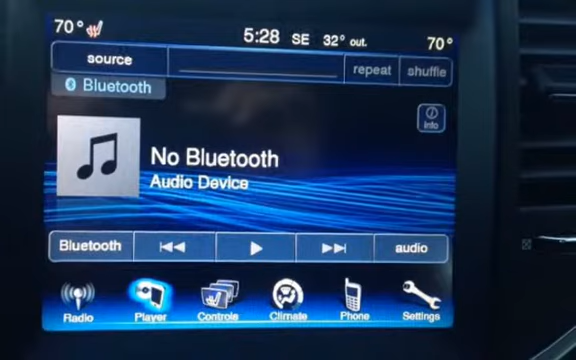 70° 5:28 SE 32° out. 70°
source repeat shuffle
Bluetooth
info
No Bluetooth
Audio Device
Bluetooth audio
Radio Player Controls Climate Phone Settings